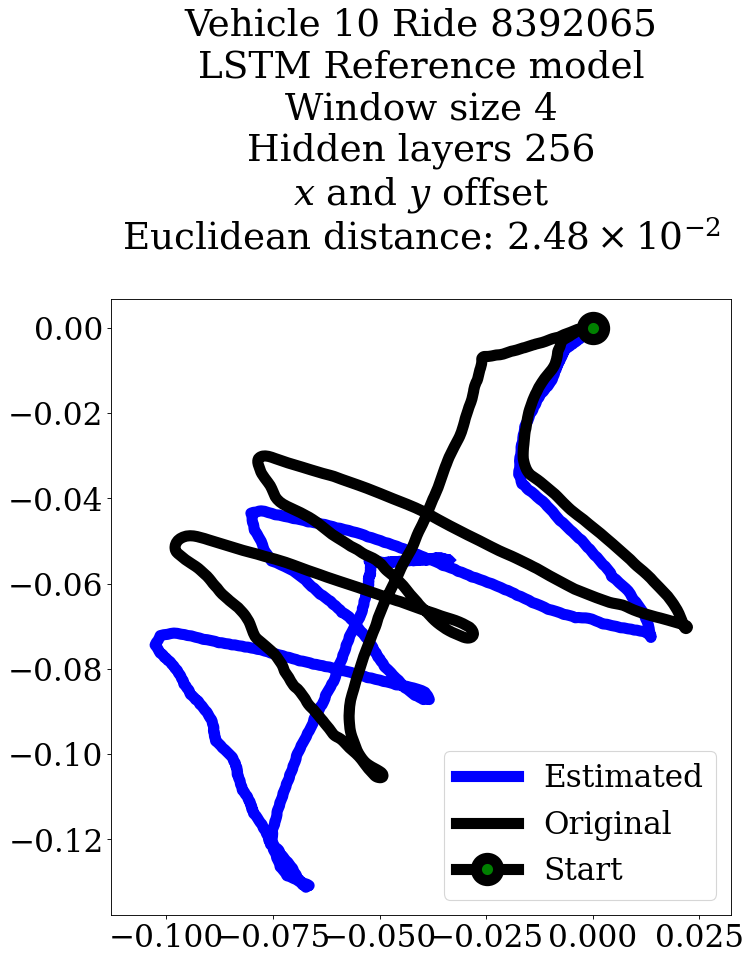 Vehicle 10 Ride 8392065
LSTM Reference model
Window size 4
Hidden layers 256
x and y offset
Euclidean distance: 2.48 × 10⁻²
0.00
−0.02
−0.04
−0.06
−0.08
−0.10
−0.12
Estimated
Original
Start
−0.100 −0.075 −0.050 −0.025 0.000 0.025